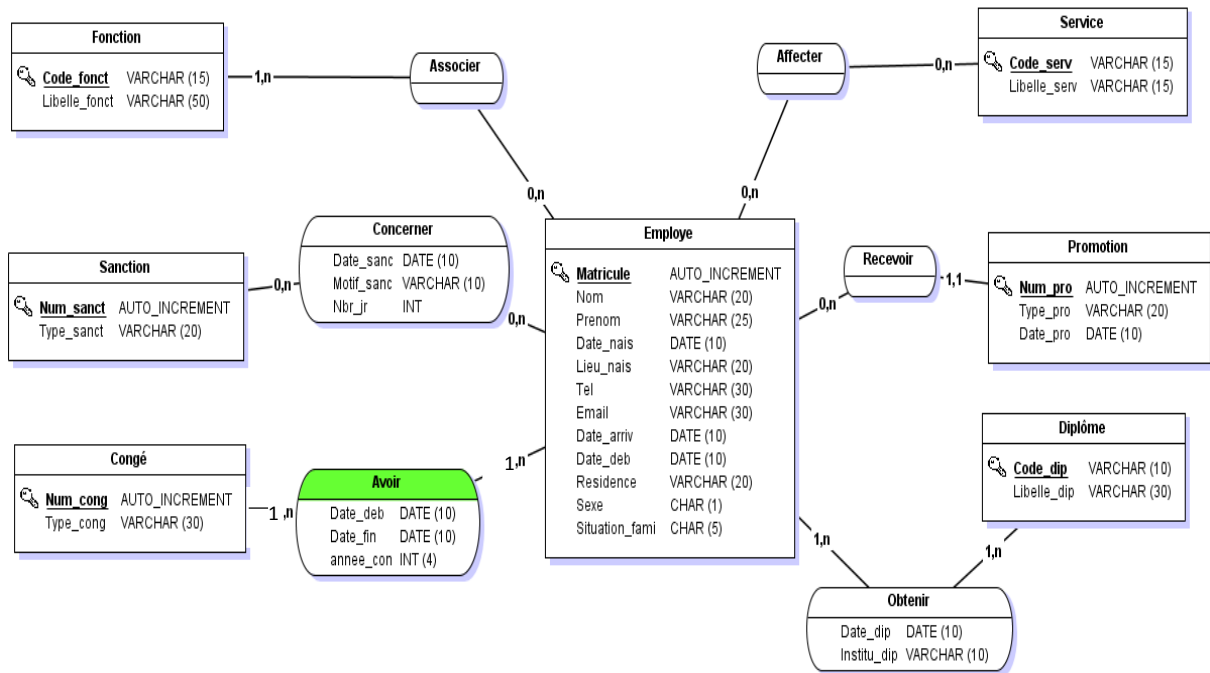 Fonction
Code_fonct VARCHAR (15)
Libelle_fonct VARCHAR (50)
1,n
Associer
0,n
Service
Code_serv VARCHAR (15)
Libelle_serv VARCHAR (15)
0,n
Affecter
0,n
Sanction
Num_sanct AUTO_INCREMENT
Type_sanct VARCHAR (20)
0,n
Concerner
Date_sanc DATE (10)
Motif_sanc VARCHAR (10)
Nbr_jr INT
0,n
Employe
Matricule AUTO_INCREMENT
Nom VARCHAR (20)
Prenom VARCHAR (25)
Date_nais DATE (10)
Lieu_nais VARCHAR (20)
Tel VARCHAR (30)
Email VARCHAR (30)
Date_arriv DATE (10)
Date_deb DATE (10)
Residence VARCHAR (20)
Sexe CHAR (1)
Situation_fami CHAR (5)
Recevoir
0,n
1,1
Promotion
Num_pro AUTO_INCREMENT
Type_pro VARCHAR (20)
Date_pro DATE (10)
Congé
Num_cong AUTO_INCREMENT
Type_cong VARCHAR (30)
1 ,n
Avoir
Date_deb DATE (10)
Date_fin DATE (10)
annee_con INT (4)
1,n
Diplôme
Code_dip VARCHAR (10)
Libelle_dip VARCHAR (30)
1,n
1,n
Obtenir
Date_dip DATE (10)
Institu_dip VARCHAR (10)